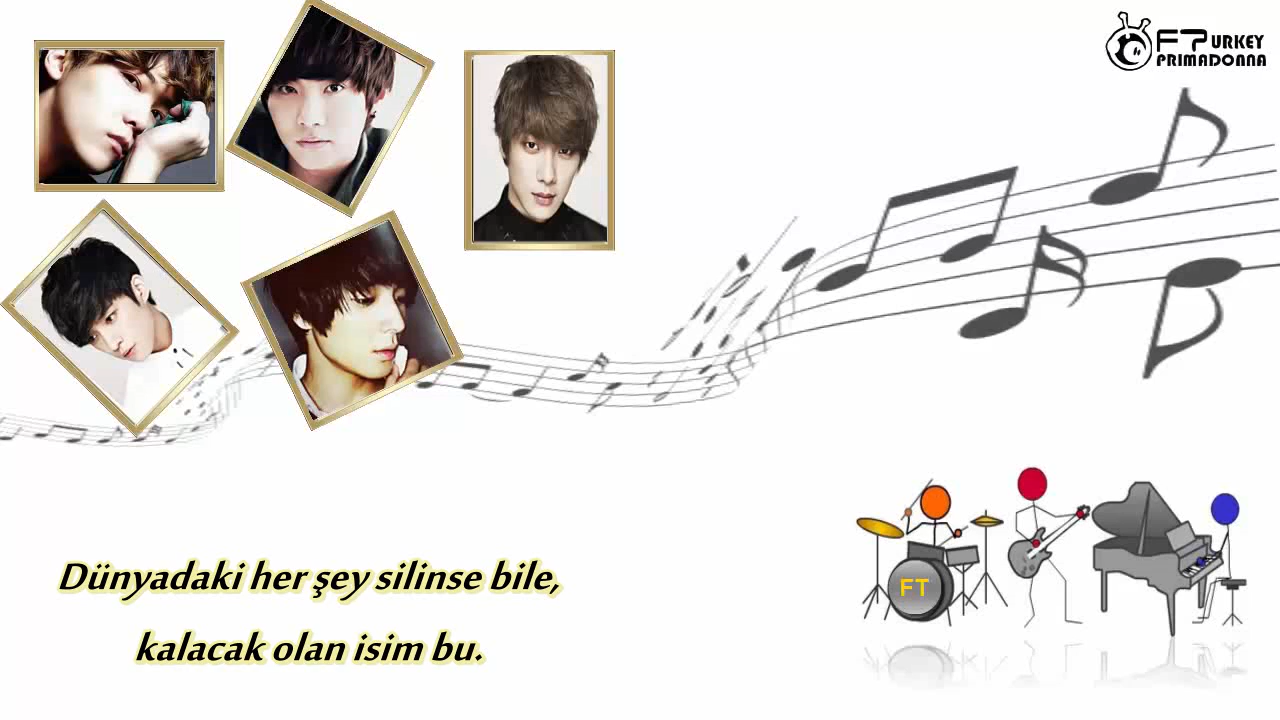 FTURKEY
PRIMADONNA
FT
Dünyadaki her şey silinse bile,
kalacak olan isim bu.